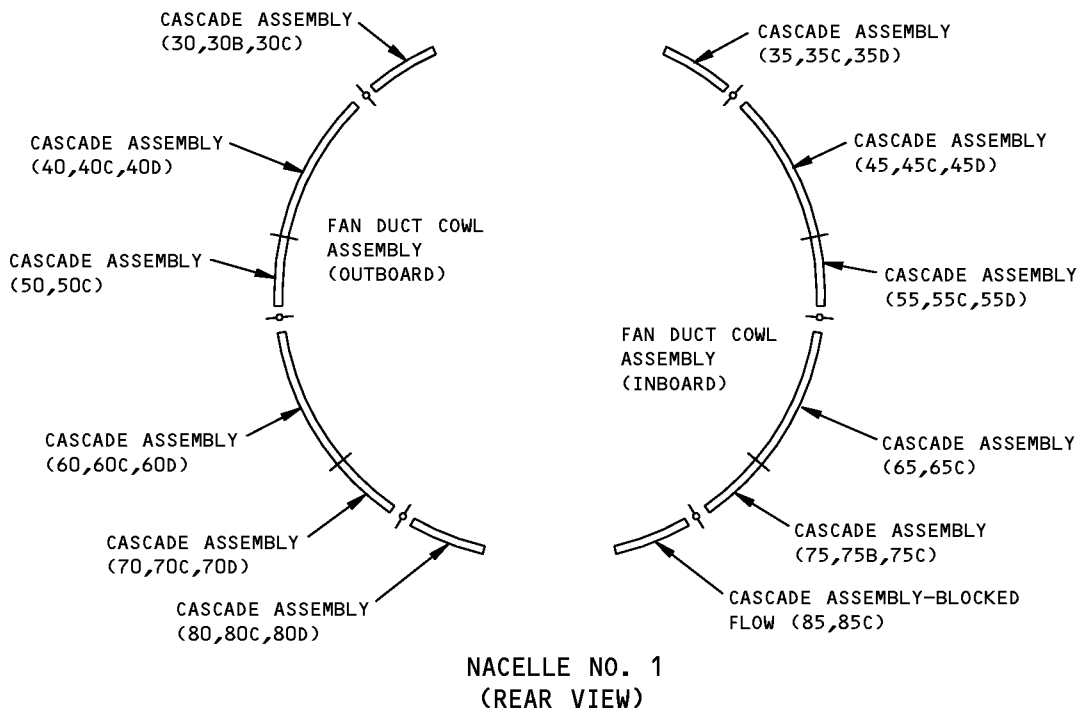 CASCADE ASSEMBLY
(30,30B,30C)
CASCADE ASSEMBLY
(35,35C,35D)
CASCADE ASSEMBLY
(40,40C,40D)
CASCADE ASSEMBLY
(45,45C,45D)
FAN DUCT COWL
ASSEMBLY
(OUTBOARD)
CASCADE ASSEMBLY
(50,50C)
CASCADE ASSEMBLY
(55,55C,55D)
FAN DUCT COWL
ASSEMBLY
(INBOARD)
CASCADE ASSEMBLY
(60,60C,60D)
CASCADE ASSEMBLY
(65,65C)
CASCADE ASSEMBLY
(70,70C,70D)
CASCADE ASSEMBLY
(75,75B,75C)
CASCADE ASSEMBLY
(80,80C,80D)
CASCADE ASSEMBLY-BLOCKED
FLOW (85,85C)
NACELLE NO. 1
(REAR VIEW)